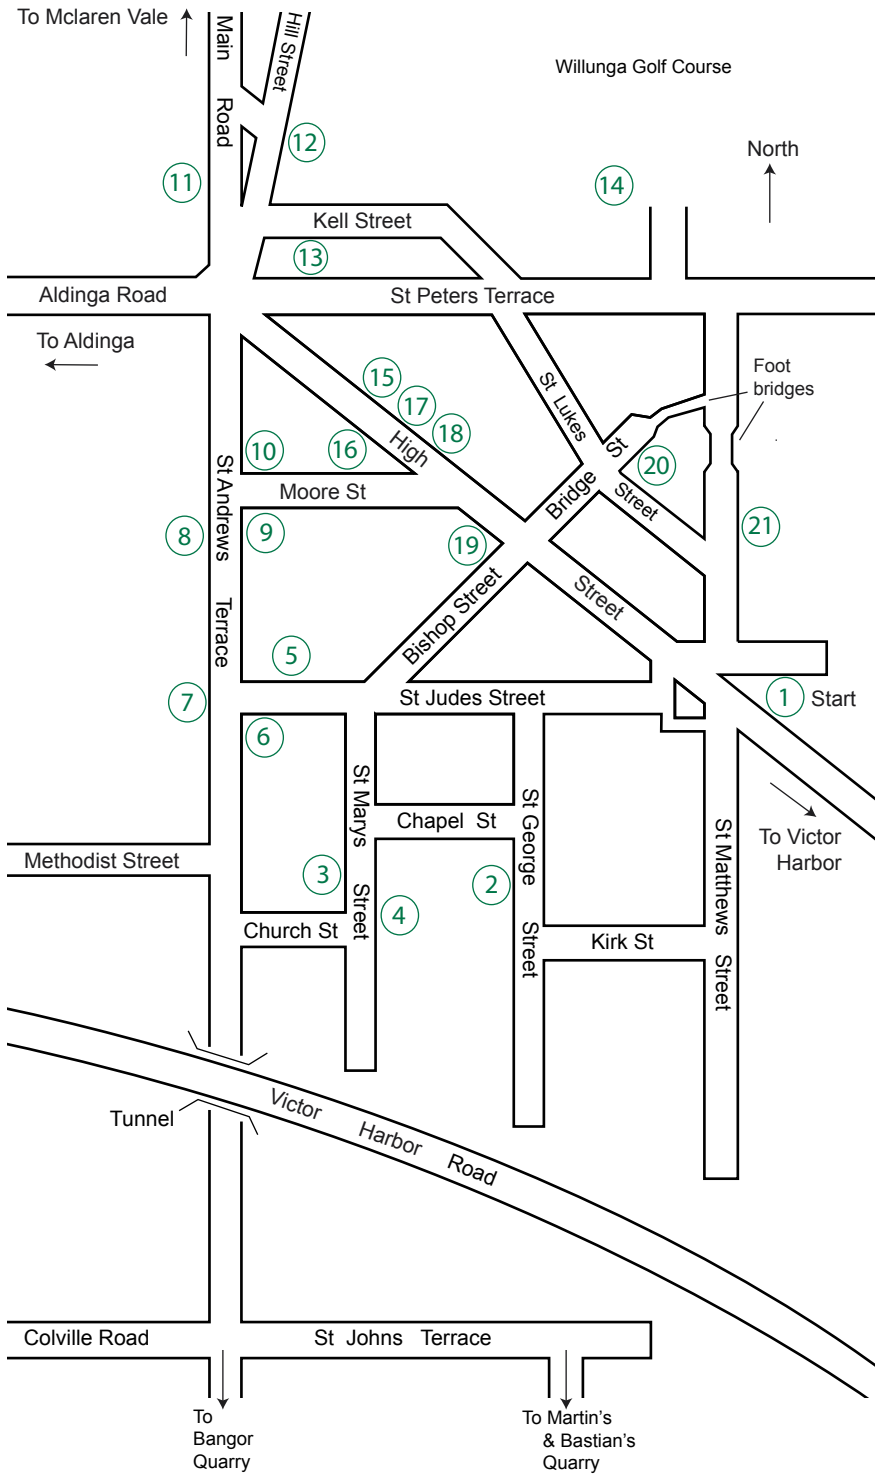 To Mclaren Vale
Main
Road
Hill Street
Willunga Golf Course
North
12
11
14
Kell Street
13
Aldinga Road
St Peters Terrace
To Aldinga
Foot
bridges
15
17
18
St Lukes
Street
High
Street
10
16
20
Bridge St
Moore St
St Andrews
Terrace
8
9
19
21
Bishop Street
5
7
St Judes Street
1
Start
6
St Marys
Street
St George
Street
Chapel St
To Victor
Harbor
St Matthews
Street
Methodist Street
3
2
4
Church St
Kirk St
Tunnel
Victor
Harbor
Road
Colville Road
St Johns Terrace
To
Bangor
Quarry
To Martin's
& Bastian's
Quarry